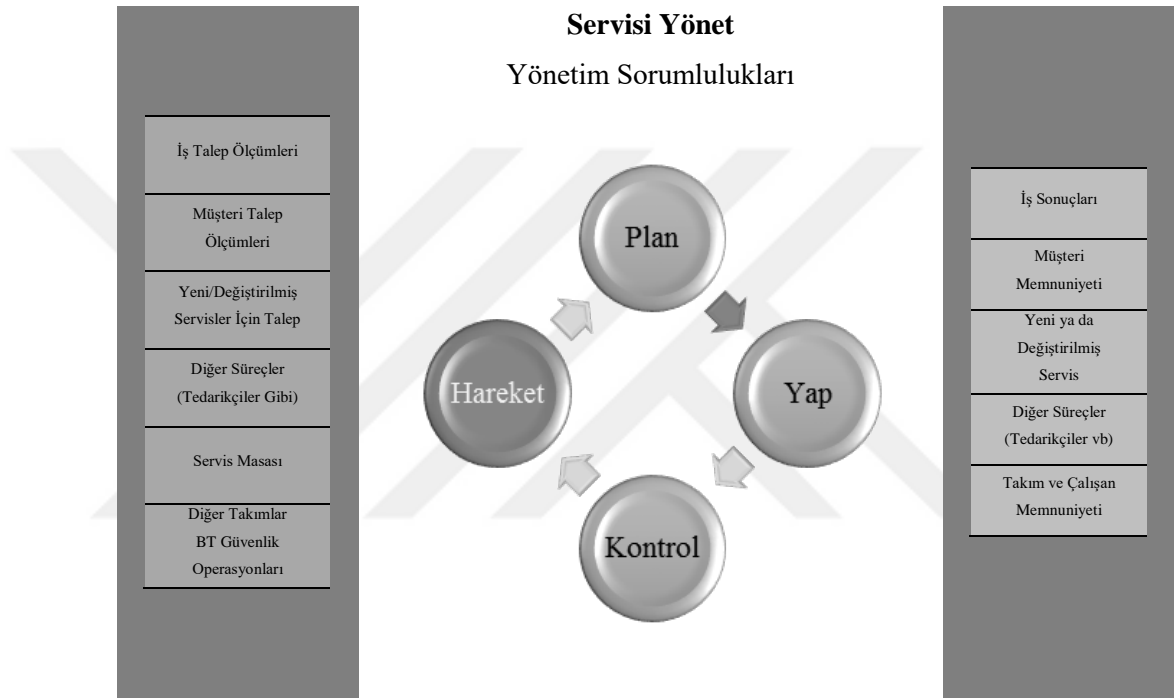 Servisi Yönet
Yönetim Sorumlulukları
İş Talep Ölçümleri
Müşteri Talep
Ölçümleri
Yeni/Değiştirilmiş
Servisler İçin Talep
Diğer Süreçler
(Tedarikçiler Gibi)
Servis Masası
Diğer Takımlar
BT Güvenlik
Operasyonları
Plan
Yap
Kontrol
Hareket
İş Sonuçları
Müşteri
Memnuniyeti
Yeni ya da
Değiştirilmiş
Servis
Diğer Süreçler
(Tedarikçiler vb)
Takım ve Çalışan
Memnuniyeti